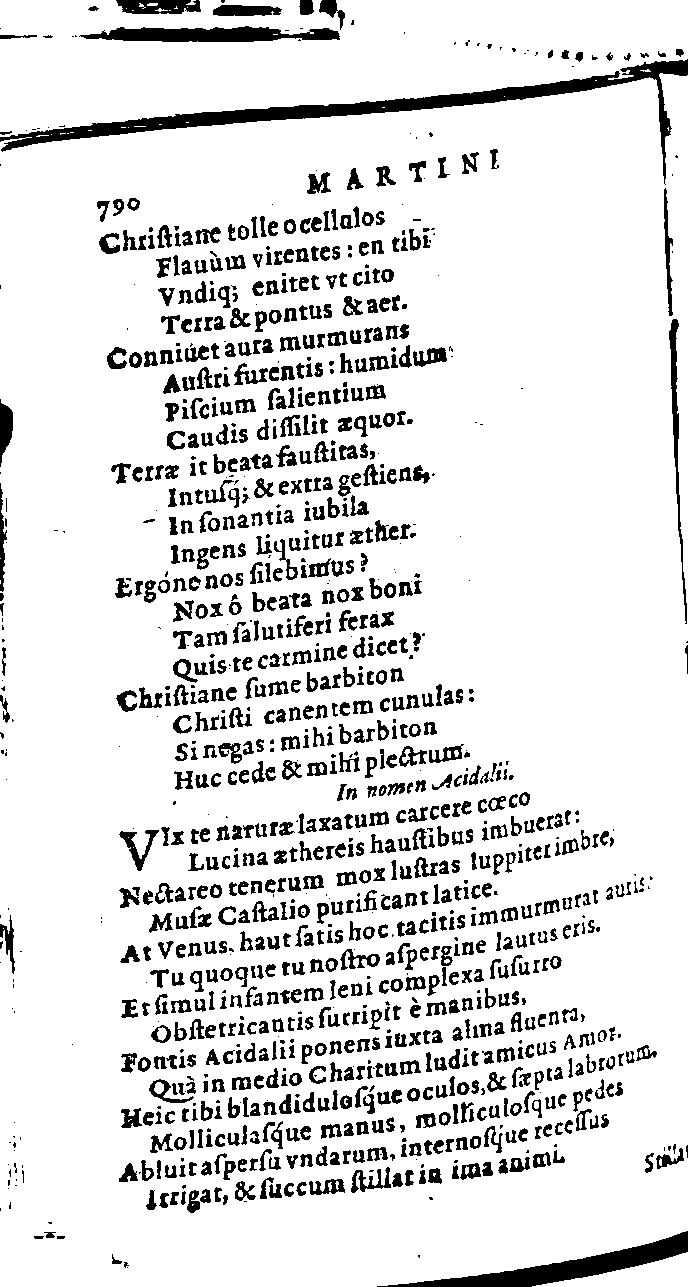 790 MARTINI
Chriſtiane tolle ocellulos
Flauùm virentes: en tibi
Vndiq; enitet vt cito
Terra & pontus & aer.
Conniuet aura murmurans
Auſtri furentis: humidum
Piſcium ſalientium
Caudis diſſilit æquor.
Terræ it beata fauſtitas,
Intuſq́; & extra geſtiens,
In ſonantia iubila
Ingens liquitur æther.
Ergóne nos ſilebimus?
Nox ô beata nox boni
Tam ſalutiferi ferax
Quis te carmine dicet?
Chriſtiane ſume barbiton
Chriſti canentem cunulas:
Si negas: mihi barbiton
Huc cede & mihi plectrum.
In nomen Acidalii.
VIx te naturæ laxatum carcere cœco
Lucina æthereis hauſtibus imbuerat:
Nectareo tenerum mox luſtras Iuppiter imbre,
Muſæ Caſtalio purificant latice.
At Venus, haut ſatis hoc, tacitis immurmurat auris:
Tu quoque tu noſtro aſpergine lautus eris.
Et ſimul infantem leni complexa ſuſurro
Obſtetricantis ſurripit è manibus,
Fontis Acidalii ponens iuxta alma fluenta,
Quà in medio Charitum ludit amicus Amor.
Heic tibi blandiduloſq́ue oculos, & ſæpta labrorum,
Molliculaſq́ue manus, molliculoſque pedes
Abluit aſperſu vndarum, internoſq́ue receſſus
Irrigat, & ſuccum ſtillat in ima animi.